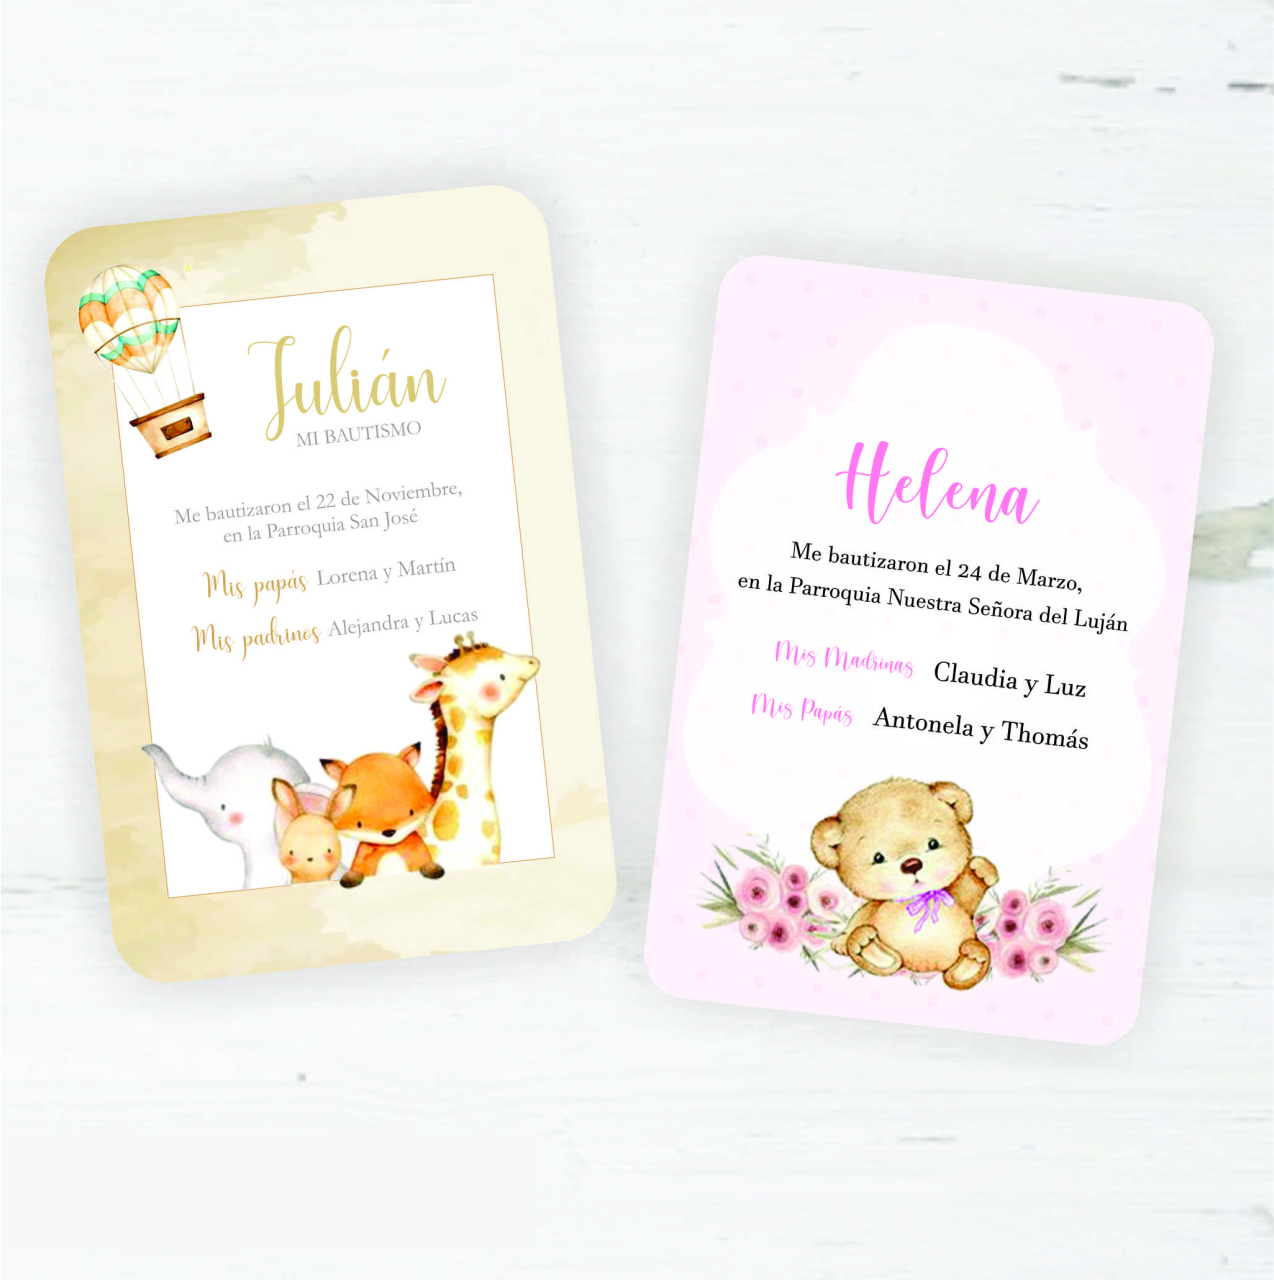 Julián
MI BAUTISMO
Me bautizaron el 22 de Noviembre,
en la Parroquia San José
Mis papás Lorena y Martín
Mis padrinos Alejandra y Lucas
Helena
Me bautizaron el 24 de Marzo,
en la Parroquia Nuestra Señora del Luján
Mis Madrinas Claudia y Luz
Mis Papás Antonela y Thomás